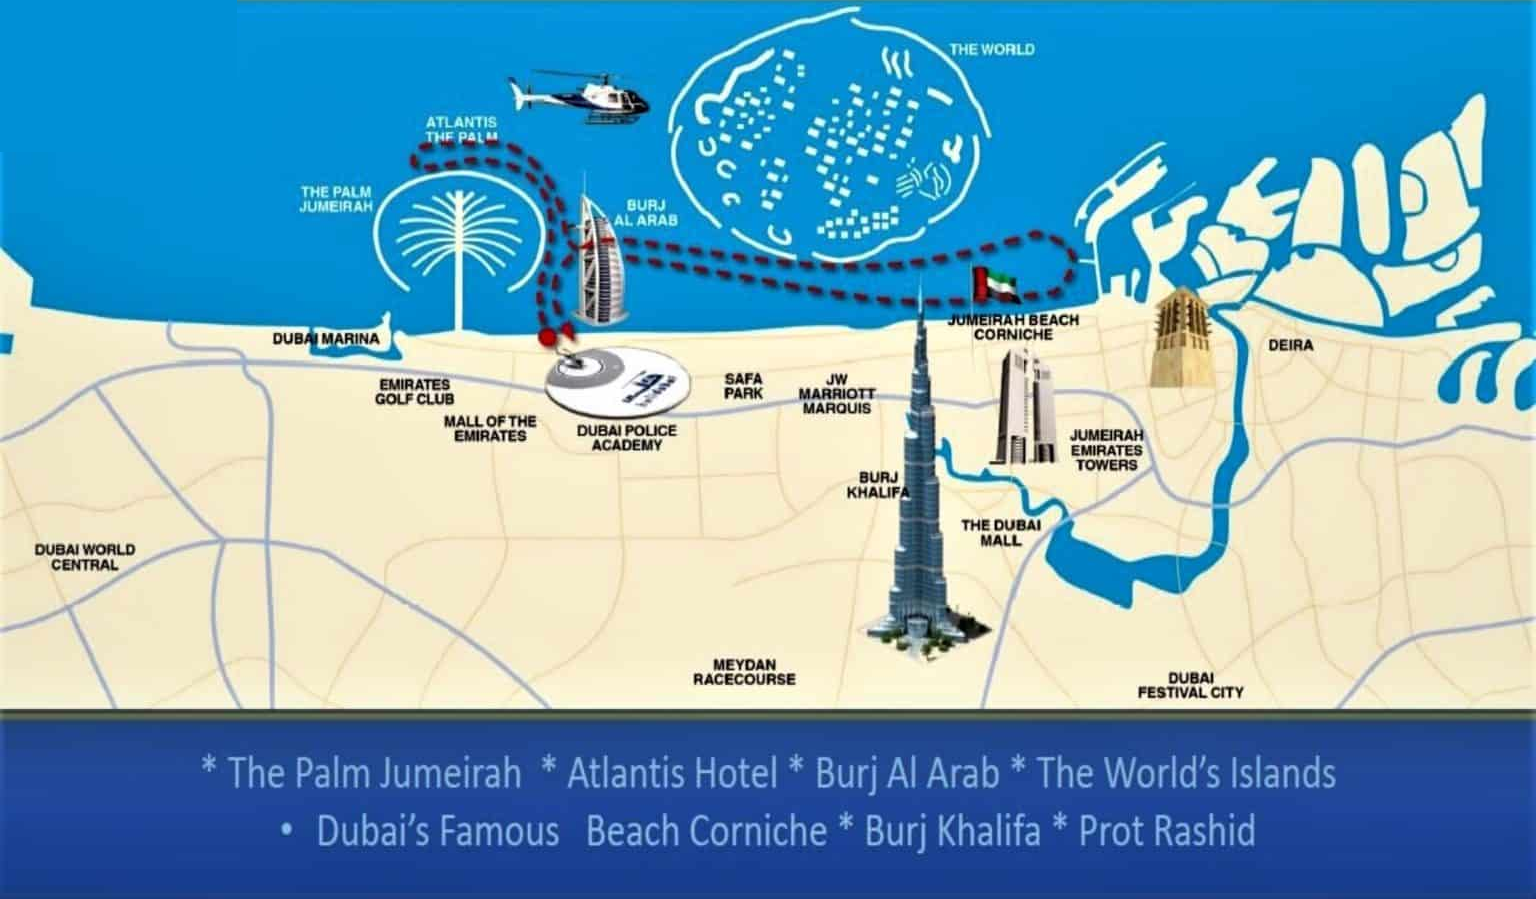 THE WORLD
ATLANTIS
THE PALM
THE PALM
JUMEIRAH
BURJ
AL ARAB
JUMEIRAH BEACH
CORNICHE
DUBAI MARINA
DEIRA
EMIRATES
GOLF CLUB
SAFA
PARK
JW
MARRIOTT
MARQUIS
MALL OF THE
EMIRATES
DUBAI POLICE
ACADEMY
JUMEIRAH
EMIRATES
TOWERS
BURJ
KHALIFA
THE DUBAI
MALL
DUBAI WORLD
CENTRAL
MEYDAN
RACECOURSE
DUBAI
FESTIVAL CITY
* The Palm Jumeirah * Atlantis Hotel * Burj Al Arab * The World's Islands
• Dubai's Famous Beach Corniche * Burj Khalifa * Prot Rashid